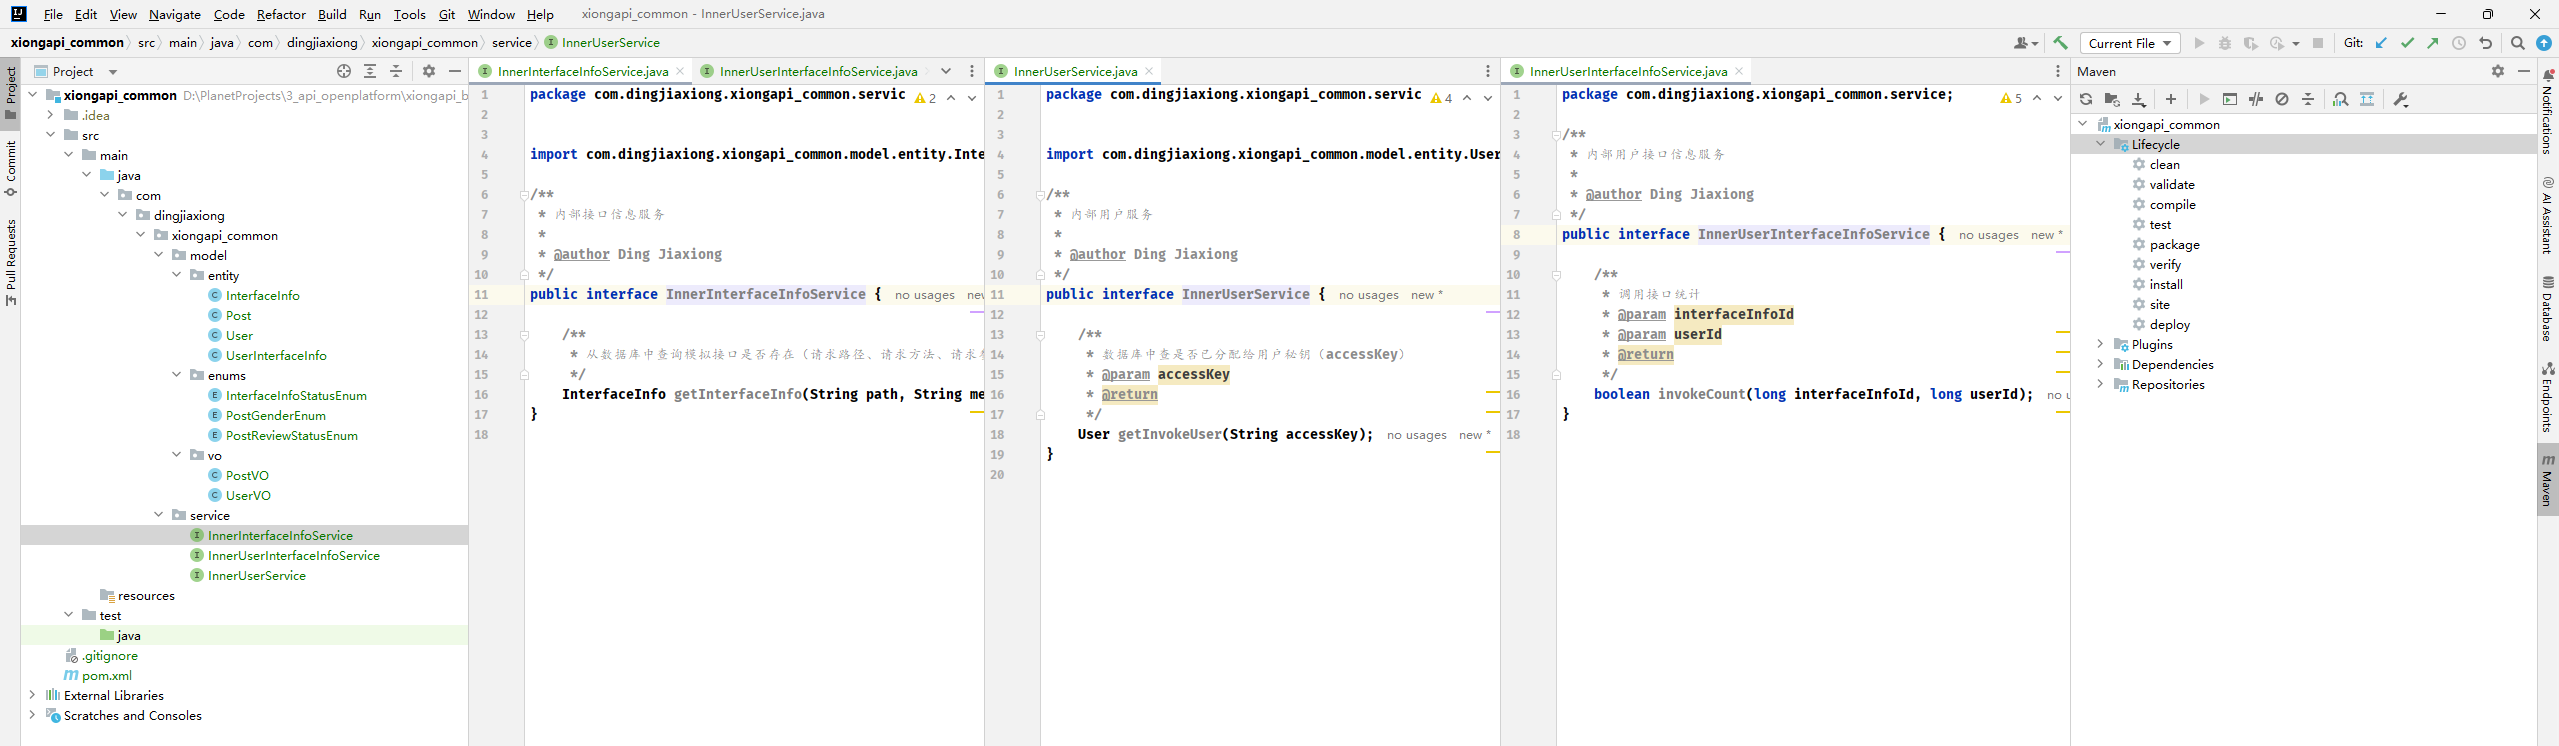 File Edit View Navigate Code Refactor Build Run Tools Git Window Help xiongapi_common - InnerUserService.java
xiongapi_common src main java com dingjiaxiong xiongapi_common service InnerUserService
Current File Git:
Project
Commit
Pull Requests
Project
xiongapi_common D:\PlanetProjects\3_api_openplatform\xiongapi_b
.idea
src
main
java
com
dingjiaxiong
xiongapi_common
model
entity
InterfaceInfo
Post
User
UserInterfaceInfo
enums
InterfaceInfoStatusEnum
PostGenderEnum
PostReviewStatusEnum
vo
PostVO
UserVO
service
InnerInterfaceInfoService
InnerUserInterfaceInfoService
InnerUserService
resources
test
java
.gitignore
pom.xml
External Libraries
Scratches and Consoles
InnerInterfaceInfoService.java InnerUserInterfaceInfoService.java
1 package com.dingjiaxiong.xiongapi_common.servic 2
2
3
4 import com.dingjiaxiong.xiongapi_common.model.entity.Inte
5
6 /**
7 * 内部接口信息服务
8 *
9 * @author Ding Jiaxiong
10 */
11 public interface InnerInterfaceInfoService { no usages new
12
13 /**
14 * 从数据库中查询模拟接口是否存在（请求路径、请求方法、请求
15 */
16 InterfaceInfo getInterfaceInfo(String path, String me
17 }
18
InnerUserService.java
1 package com.dingjiaxiong.xiongapi_common.servic 4
2
3
4 import com.dingjiaxiong.xiongapi_common.model.entity.User
5
6 /**
7 * 内部用户服务
8 *
9 * @author Ding Jiaxiong
10 */
11 public interface InnerUserService { no usages new *
12
13 /**
14 * 数据库中查是否已分配给用户秘钥（accessKey）
15 * @param accessKey
16 * @return
17 */
18 User getInvokeUser(String accessKey); no usages new *
19 }
20
InnerUserInterfaceInfoService.java
1 package com.dingjiaxiong.xiongapi_common.service; 5
2
3 /**
4 * 内部用户接口信息服务
5 *
6 * @author Ding Jiaxiong
7 */
8 public interface InnerUserInterfaceInfoService { no usages new *
9
10 /**
11 * 调用接口统计
12 * @param interfaceInfoId
13 * @param userId
14 * @return
15 */
16 boolean invokeCount(long interfaceInfoId, long userId); no u
17 }
18
Maven
xiongapi_common
Lifecycle
clean
validate
compile
test
package
verify
install
site
deploy
Plugins
Dependencies
Repositories
Notifications
AI Assistant
Database
Endpoints
Maven